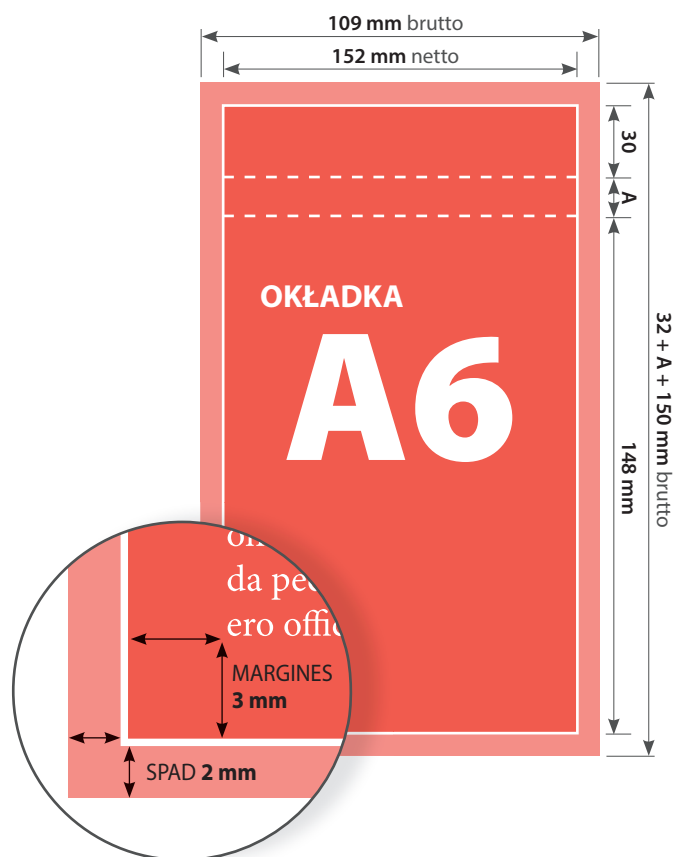 109 mm brutto
152 mm netto
30
A
OKŁADKA
A6
32 + A + 150 mm brutto
148 mm
da pe
ero offic
MARGINES
3 mm
SPAD 2 mm